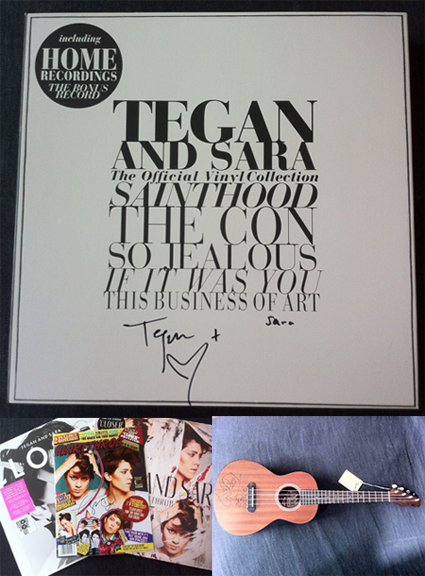 including
HOME
RECORDINGS
THE BONUS
RECORD
TEGAN
AND SARA
The Official Vinyl Collection
SAINTHOOD
THE CON
SO JEALOUS
IF IT WAS YOU
THIS BUSINESS OF ART
Tegan + Sara
TEGAN AND SARA
CLOSER